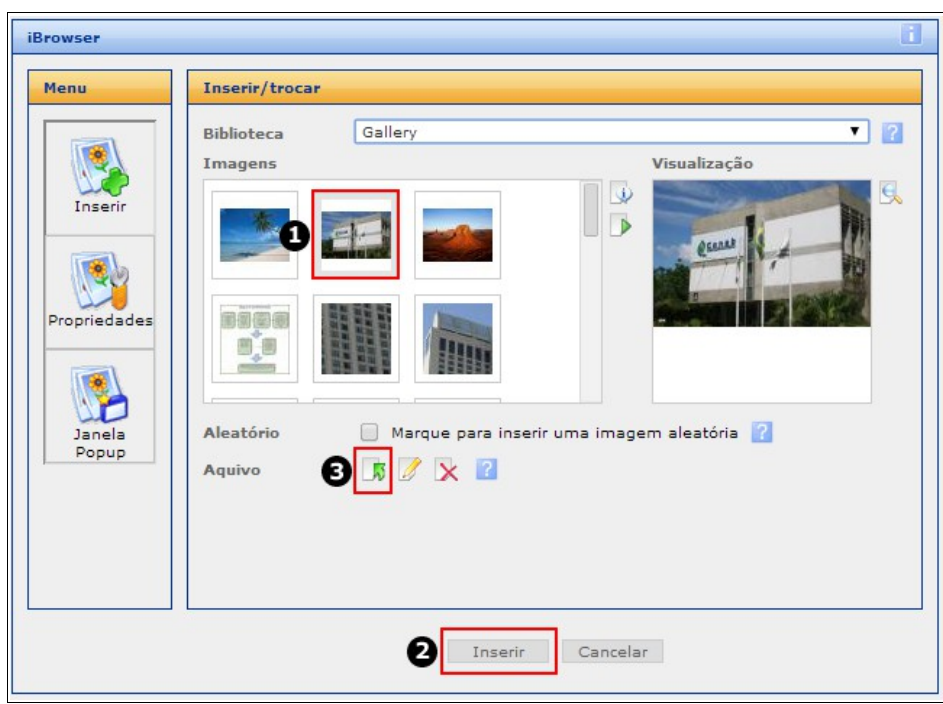 iBrowser
i
Menu
Inserir/trocar
Inserir
Propriedades
Janela
Popup
Biblioteca
Gallery
?
Imagens
Visualização
1
Aleatório
Marque para inserir uma imagem aleatória
?
Aquivo
3
?
2
Inserir
Cancelar